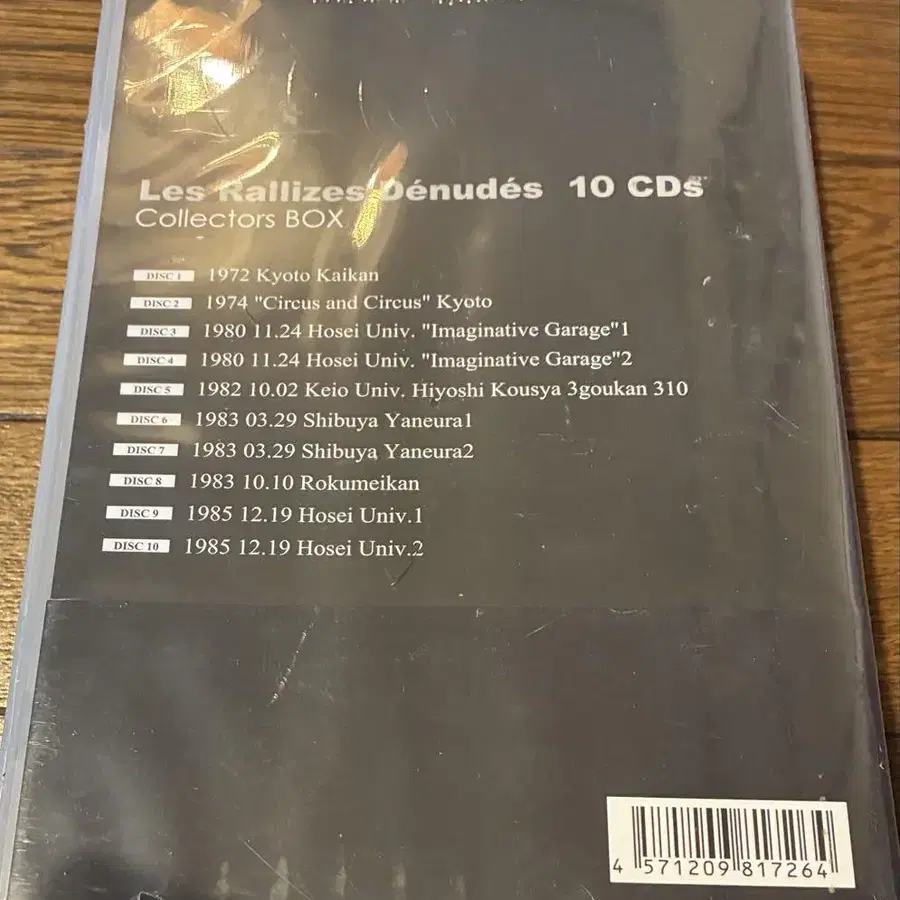 Les Rallizes Dénudés 10 CDs
Collectors BOX
DISC 1 1972 Kyoto Kaikan
DISC 2 1974 "Circus and Circus" Kyoto
DISC 3 1980 11.24 Hosei Univ. "Imaginative Garage"1
DISC 4 1980 11.24 Hosei Univ. "Imaginative Garage"2
DISC 5 1982 10.02 Keio Univ. Hiyoshi Kousya 3goukan 310
DISC 6 1983 03.29 Shibuya Yaneura1
DISC 7 1983 03.29 Shibuya Yaneura2
DISC 8 1983 10.10 Rokumeikan
DISC 9 1985 12.19 Hosei Univ.1
DISC 10 1985 12.19 Hosei Univ.2
4 571209 817264